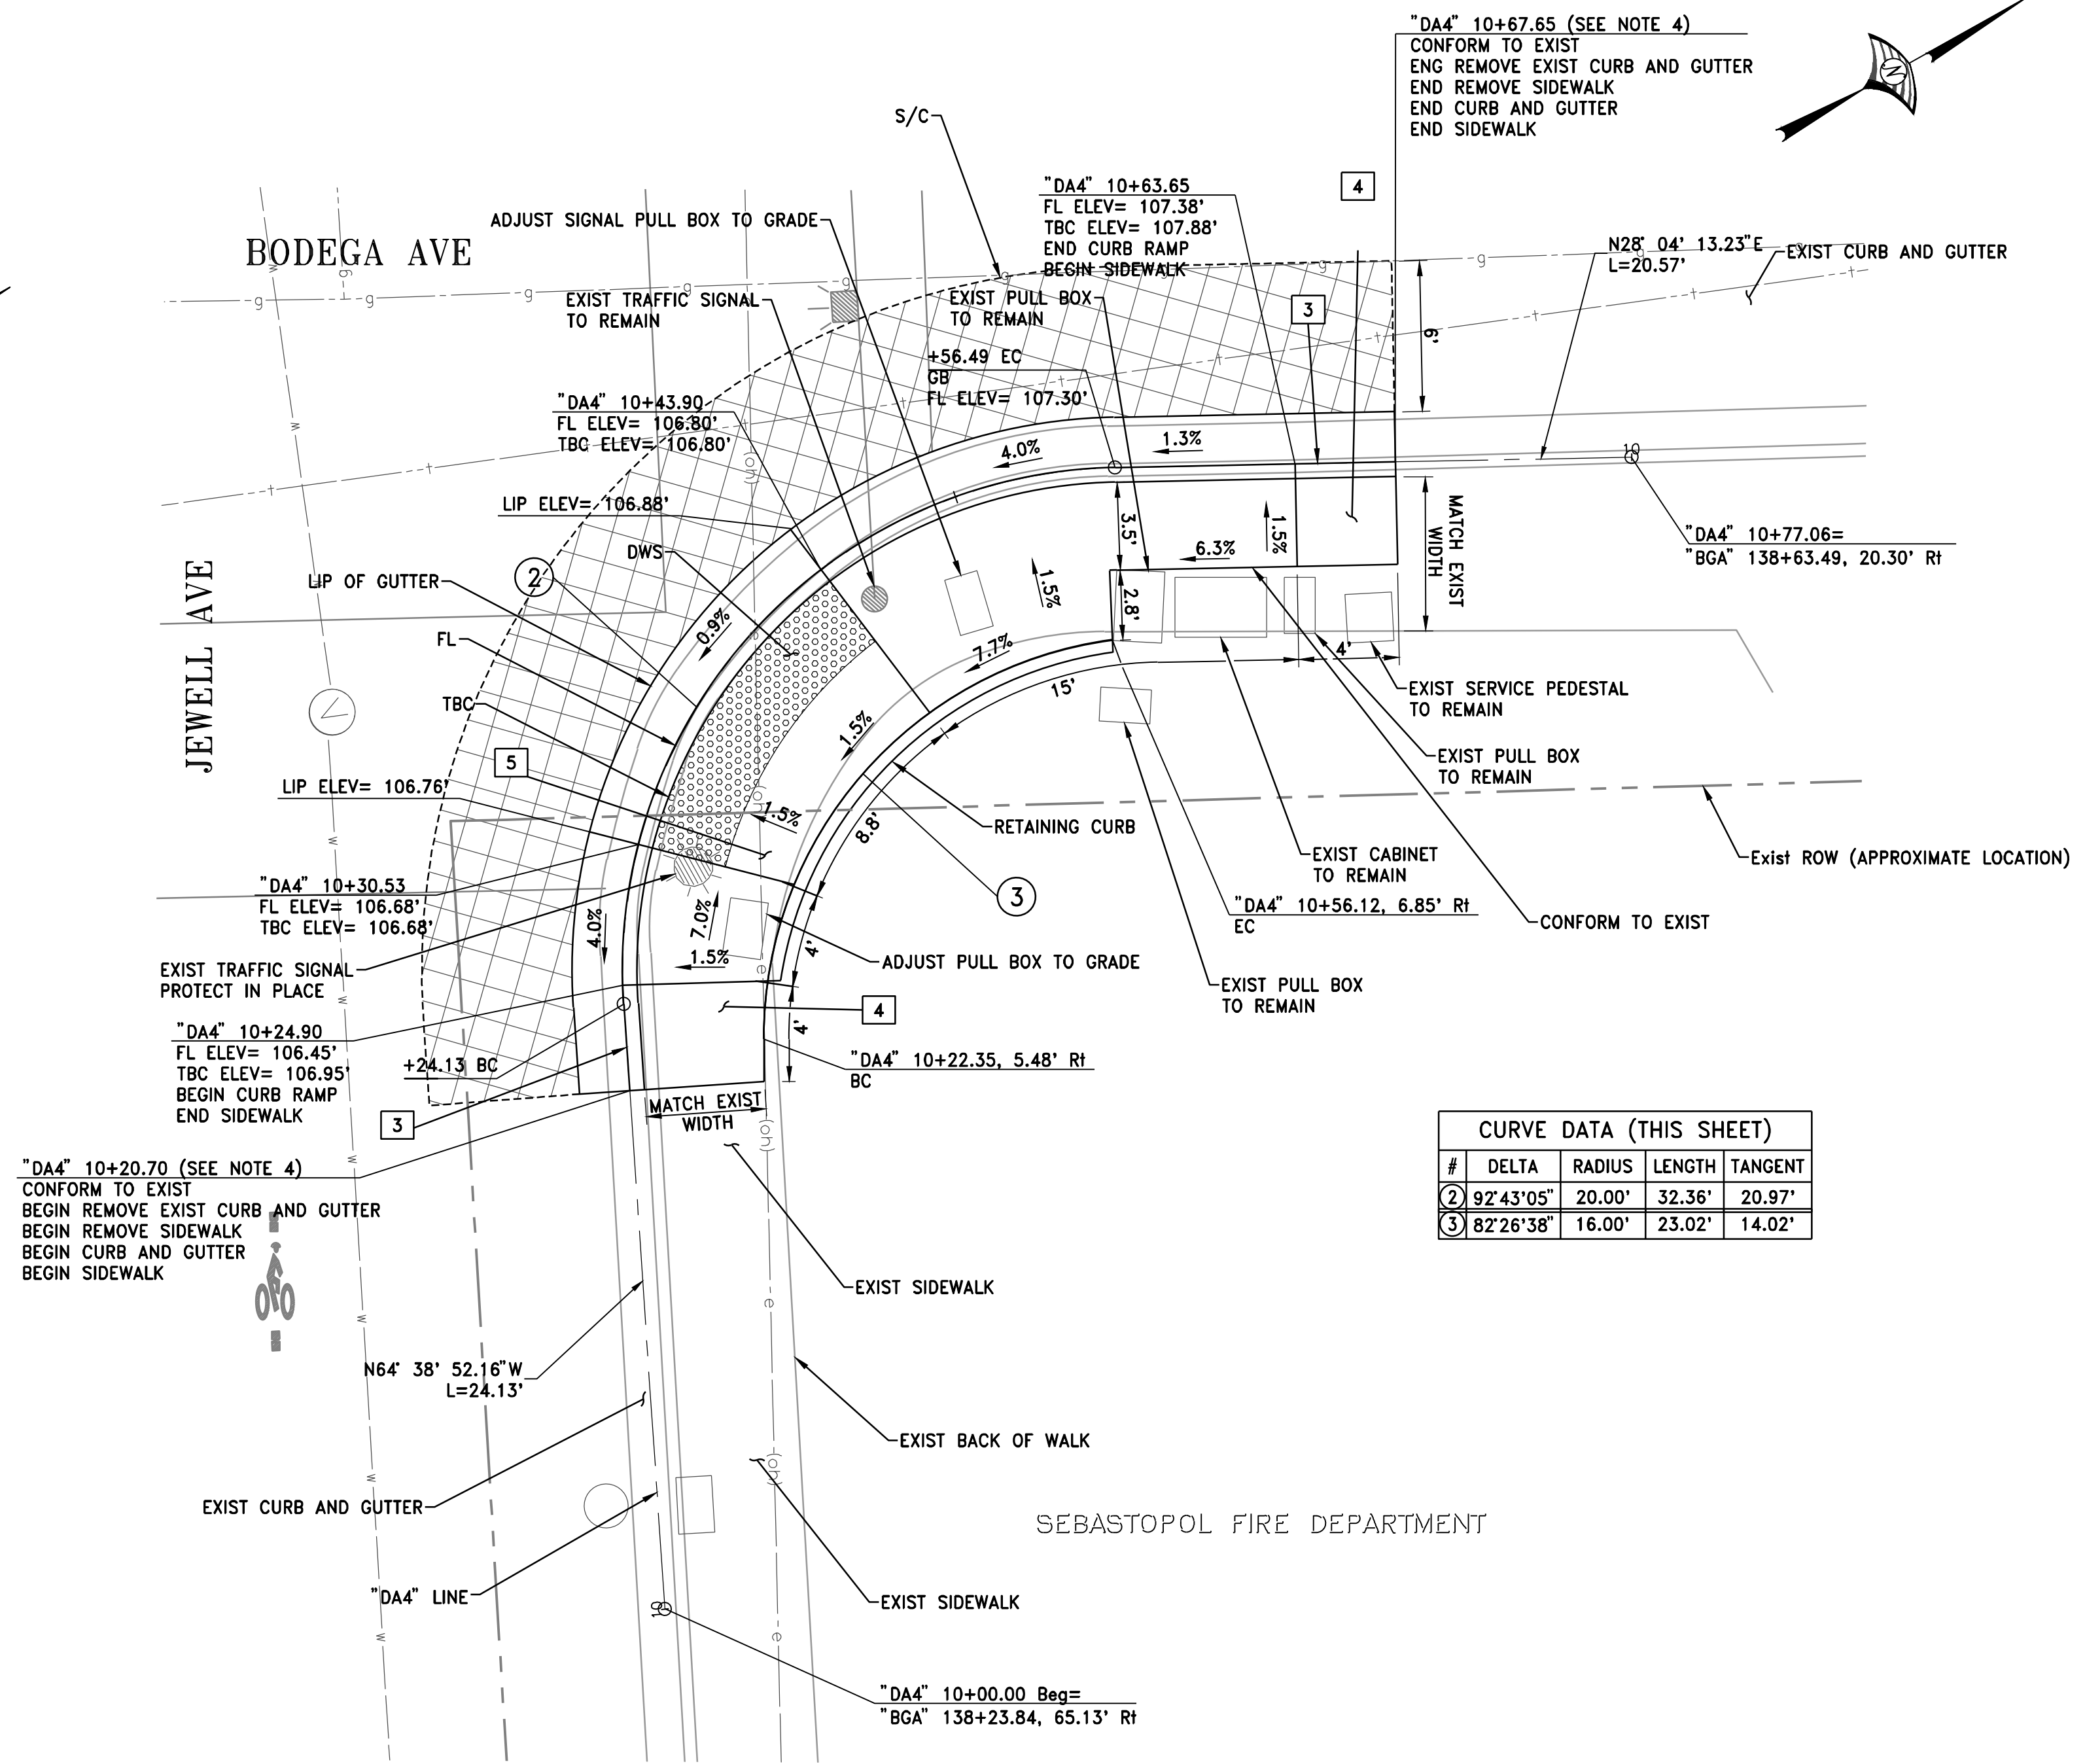 "DA4" 10+67.65 (SEE NOTE 4)
CONFORM TO EXIST
ENG REMOVE EXIST CURB AND GUTTER
END REMOVE SIDEWALK
END CURB AND GUTTER
END SIDEWALK
N
S/C
"DA4" 10+63.65
FL ELEV= 107.38'
TBC ELEV= 107.88'
END CURB RAMP
BEGIN SIDEWALK
4
ADJUST SIGNAL PULL BOX TO GRADE
BODEGA AVE
N28° 04' 13.23"E
L=20.57'
EXIST CURB AND GUTTER
EXIST TRAFFIC SIGNAL
TO REMAIN
EXIST PULL BOX
TO REMAIN
3
6'
+56.49 EC
GB
FL ELEV= 107.30'
"DA4" 10+43.90
FL ELEV= 106.80'
TBC ELEV= 106.80'
4.0%
1.3%
10
LIP ELEV= 106.88'
3.5'
6.3%
1.5%
MATCH EXIST
WIDTH
"DA4" 10+77.06=
"BGA" 138+63.49, 20.30' Rt
DWS
2
LIP OF GUTTER
JEWELL AVE
1.5%
2.8'
0.9%
FL
7.7%
4'
15'
TBC
EXIST SERVICE PEDESTAL
TO REMAIN
1.5%
5
EXIST PULL BOX
TO REMAIN
LIP ELEV= 106.76'
1.5%
8.8'
RETAINING CURB
EXIST CABINET
TO REMAIN
Exist ROW (APPROXIMATE LOCATION)
"DA4" 10+30.53
FL ELEV= 106.68'
TBC ELEV= 106.68'
3
"DA4" 10+56.12, 6.85' Rt
EC
CONFORM TO EXIST
4.0%
7.0%
1.5%
4'
ADJUST PULL BOX TO GRADE
EXIST TRAFFIC SIGNAL
PROTECT IN PLACE
EXIST PULL BOX
TO REMAIN
4
4'
"DA4" 10+24.90
FL ELEV= 106.45'
TBC ELEV= 106.95'
BEGIN CURB RAMP
END SIDEWALK
+24.13 BC
"DA4" 10+22.35, 5.48' Rt
BC
3
MATCH EXIST
WIDTH
CURVE DATA (THIS SHEET)
# DELTA RADIUS LENGTH TANGENT
2 92°43'05" 20.00' 32.36' 20.97'
3 82°26'38" 16.00' 23.02' 14.02'
"DA4" 10+20.70 (SEE NOTE 4)
CONFORM TO EXIST
BEGIN REMOVE EXIST CURB AND GUTTER
BEGIN REMOVE SIDEWALK
BEGIN CURB AND GUTTER
BEGIN SIDEWALK
EXIST SIDEWALK
N64° 38' 52.16"W
L=24.13'
EXIST BACK OF WALK
EXIST CURB AND GUTTER
SEBASTOPOL FIRE DEPARTMENT
"DA4" LINE
EXIST SIDEWALK
10
"DA4" 10+00.00 Beg=
"BGA" 138+23.84, 65.13' Rt